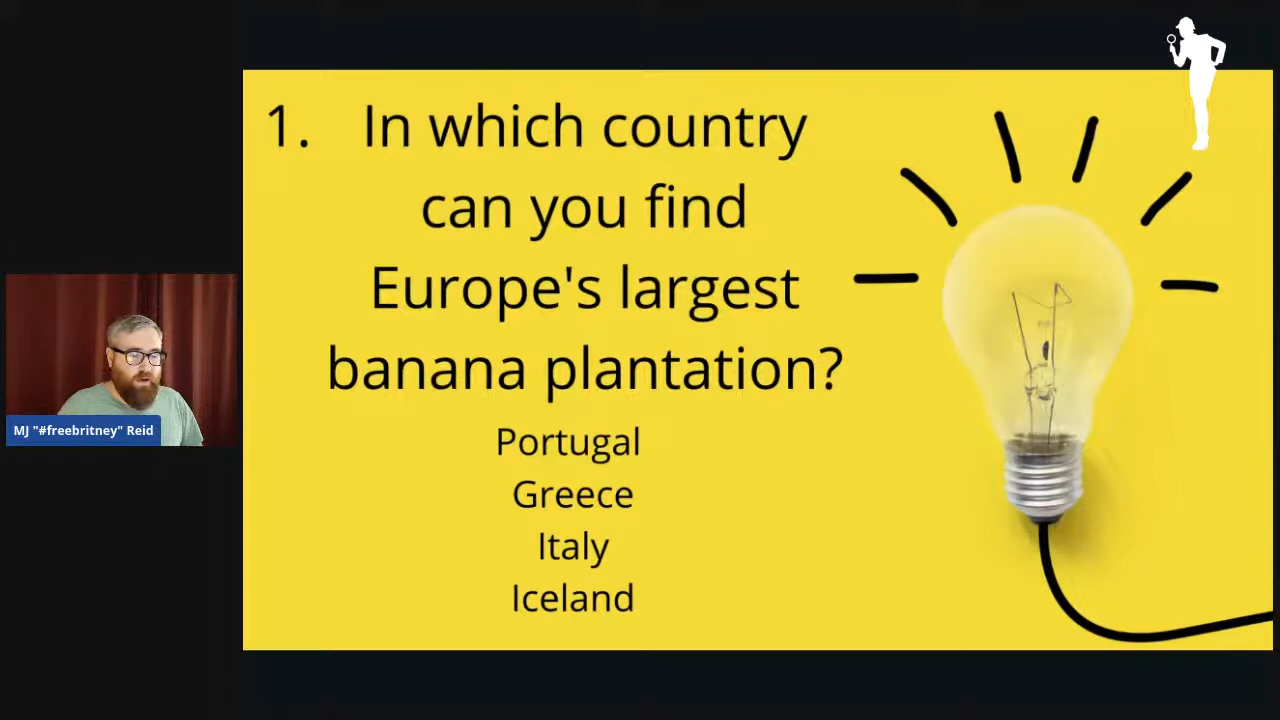 1. In which country
can you find
Europe's largest
banana plantation?
Portugal
Greece
Italy
Iceland
MJ "#freebritney" Reid